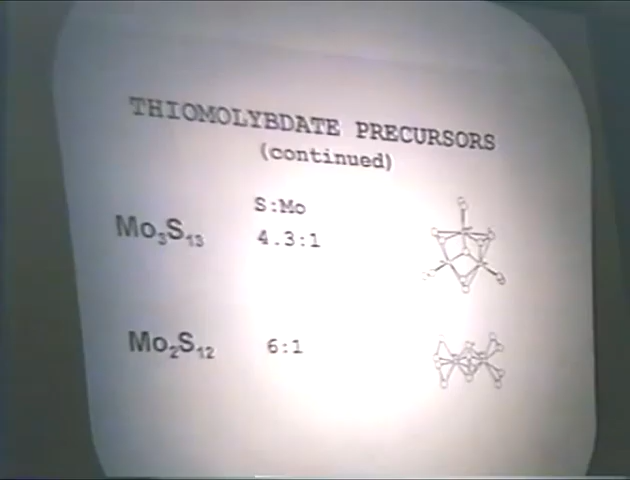 THIOMOLYBDATE PRECURSORS
(continued)
S:Mo
Mo₃S₁₃ 4.3:1
Mo₂S₁₂ 6:1